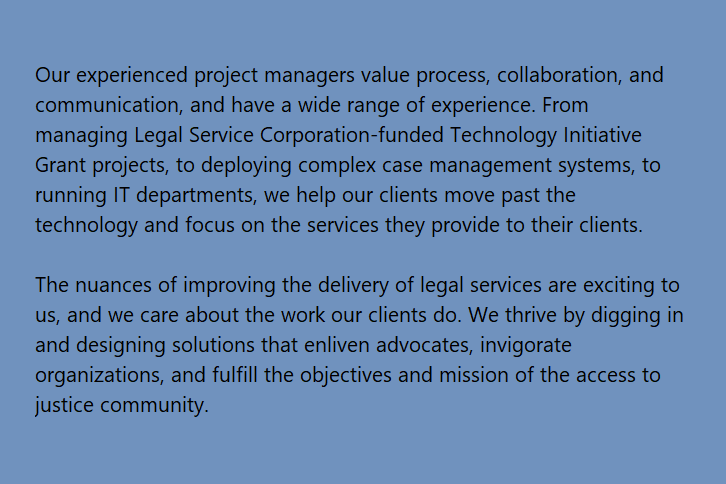 Our experienced project managers value process, collaboration, and
communication, and have a wide range of experience. From
managing Legal Service Corporation-funded Technology Initiative
Grant projects, to deploying complex case management systems, to
running IT departments, we help our clients move past the
technology and focus on the services they provide to their clients.
The nuances of improving the delivery of legal services are exciting to
us, and we care about the work our clients do. We thrive by digging in
and designing solutions that enliven advocates, invigorate
organizations, and fulfill the objectives and mission of the access to
justice community.